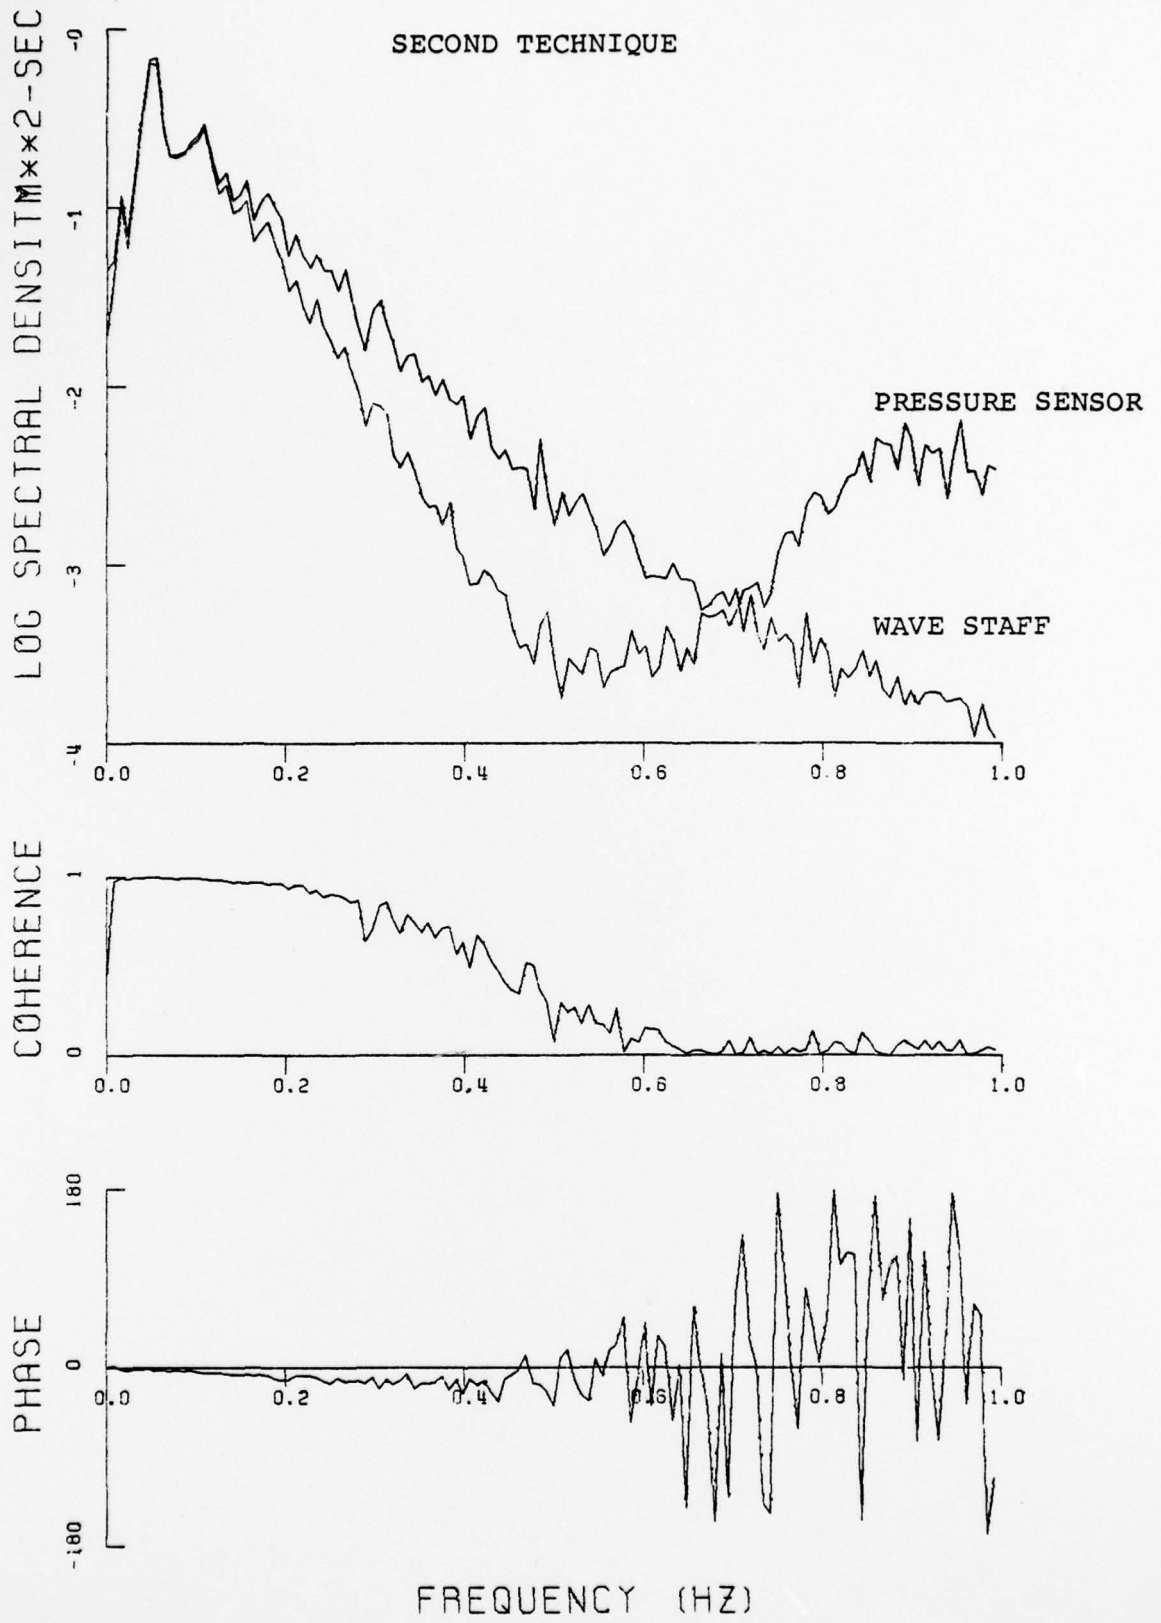 SECOND TECHNIQUE
LOG SPECTRAL DENSITM**2-SEC
-0
-1
-2
-3
-4
PRESSURE SENSOR
WAVE STAFF
0.0 0.2 0.4 0.6 0.8 1.0
COHERENCE
1
0
0.0 0.2 0.4 0.6 0.8 1.0
PHASE
180
0
-180
0.0 0.2 0.4 0.6 0.8 1.0
FREQUENCY (HZ)